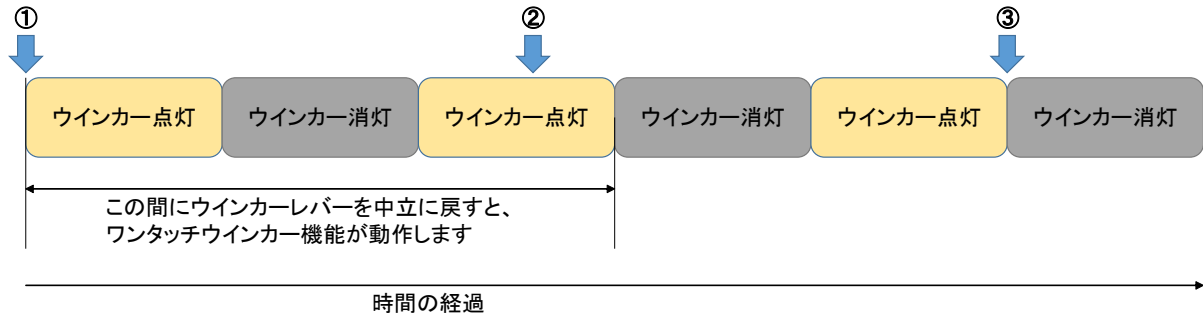 ① ② ③
ウインカー点灯 ウインカー消灯 ウインカー点灯 ウインカー消灯 ウインカー点灯 ウインカー消灯
この間にウインカーレバーを中立に戻すと、
ワンタッチウインカー機能が動作します
時間の経過